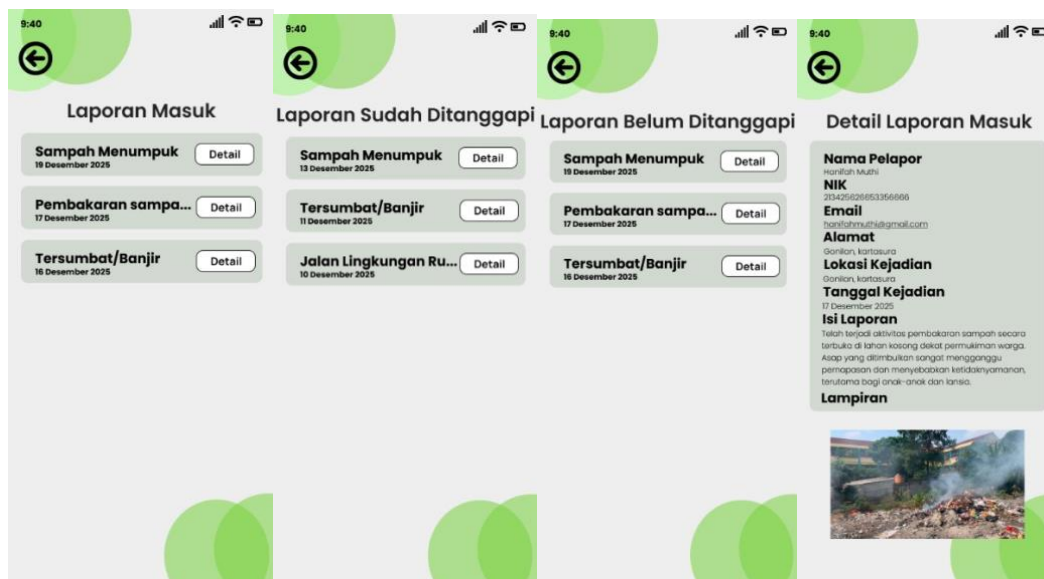 9:40
Laporan Masuk
Sampah Menumpuk
19 Desember 2025
Detail
Pembakaran sampa...
17 Desember 2025
Detail
Tersumbat/Banjir
16 Desember 2025
Detail
9:40
Laporan Sudah Ditanggapi
Sampah Menumpuk
13 Desember 2025
Detail
Tersumbat/Banjir
11 Desember 2025
Detail
Jalan Lingkungan Ru...
10 Desember 2025
Detail
9:40
Laporan Belum Ditanggapi
Sampah Menumpuk
19 Desember 2025
Detail
Pembakaran sampa...
17 Desember 2025
Detail
Tersumbat/Banjir
16 Desember 2025
Detail
9:40
Detail Laporan Masuk
Nama Pelapor
Hanifah Muthi
NIK
Email
hanifahmuthi@gmail.com
Alamat
Gonilan, kartasura
Lokasi Kejadian
Gonilan, kartasura
Tanggal Kejadian
17 Desember 2025
Isi Laporan
Telah terjadi aktivitas pembakaran sampah secara
terbuka di lahan kosong dekat permukiman warga.
Asap yang ditimbulkan sangat mengganggu
pernapasan dan menyebabkan ketidaknyamanan,
terutama bagi anak-anak dan lansia.
Lampiran